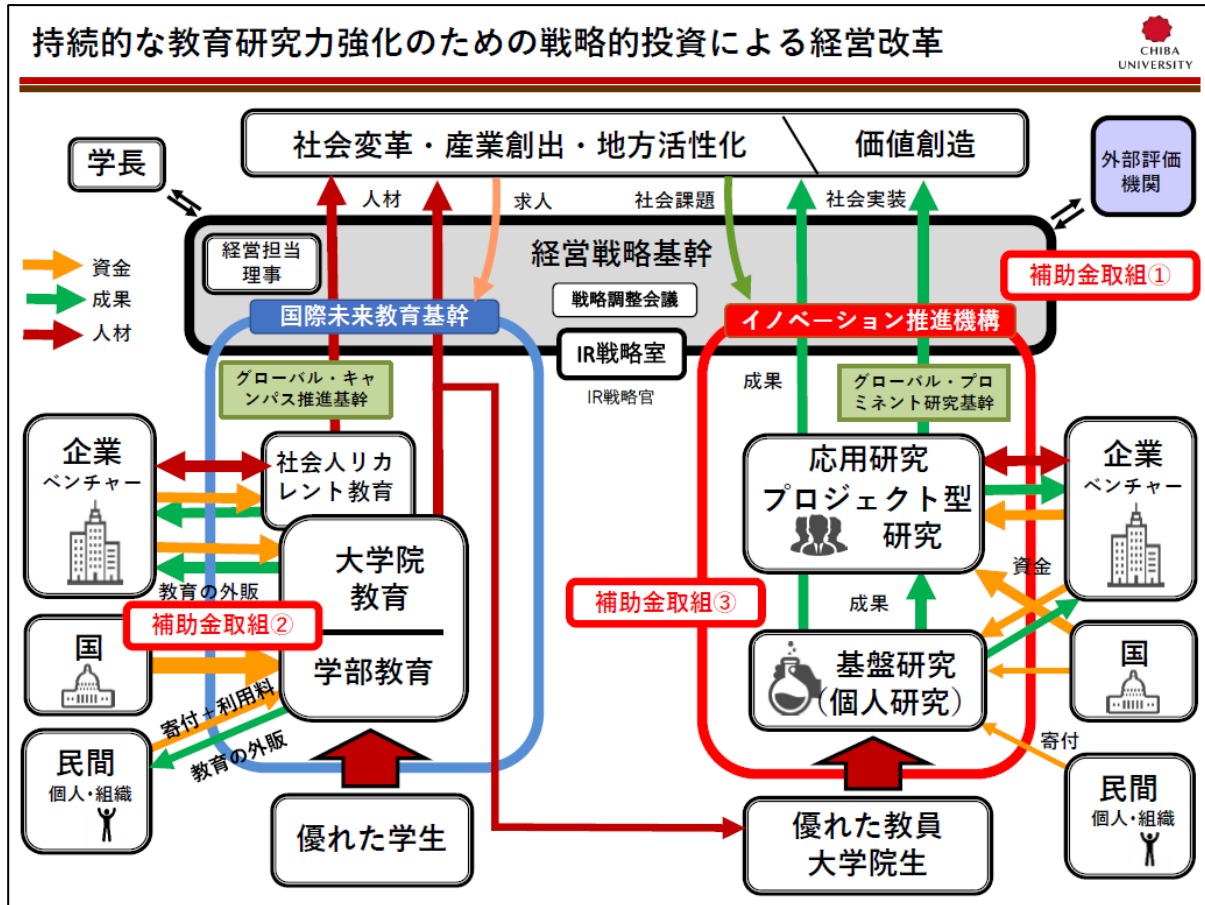 持続的な教育研究力強化のための戦略的投資による経営改革
CHIBA
UNIVERSITY
社会変革・産業創出・地方活性化
価値創造
学長
外部評価
機関
人材
求人
社会課題
社会実装
経営担当
理事
経営戦略基幹
補助金取組①
資金
成果
人材
戦略調整会議
国際未来教育基幹
イノベーション推進機構
IR戦略室
IR戦略官
成果
グローバル・キャ
ンパス推進基幹
グローバル・プロ
ミネント研究基幹
企業
ベンチャー
社会人リカ
レント教育
応用研究
プロジェクト型
研究
企業
ベンチャー
大学院
教育
教育の外販
資金
補助金取組②
補助金取組③
成果
国
学部教育
基盤研究
(個人研究)
国
寄付+利用料
教育の外販
寄付
民間
個人・組織
民間
個人・組織
優れた学生
優れた教員
大学院生